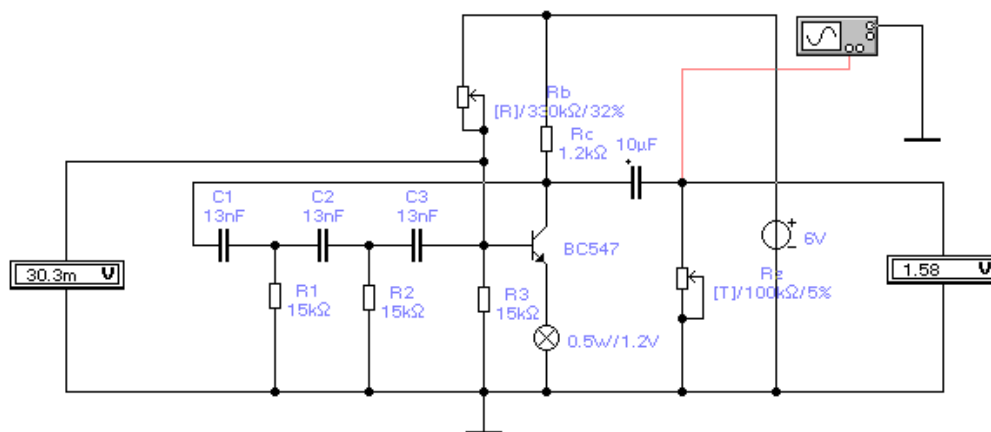 Rb
[R]/330kΩ/32%
Rc
1.2kΩ
10µF
C1
13nF
C2
13nF
C3
13nF
BC547
6V
30.3m V
1.58 V
R1
15kΩ
R2
15kΩ
R3
15kΩ
Rz
[T]/100kΩ/5%
0.5W/1.2V